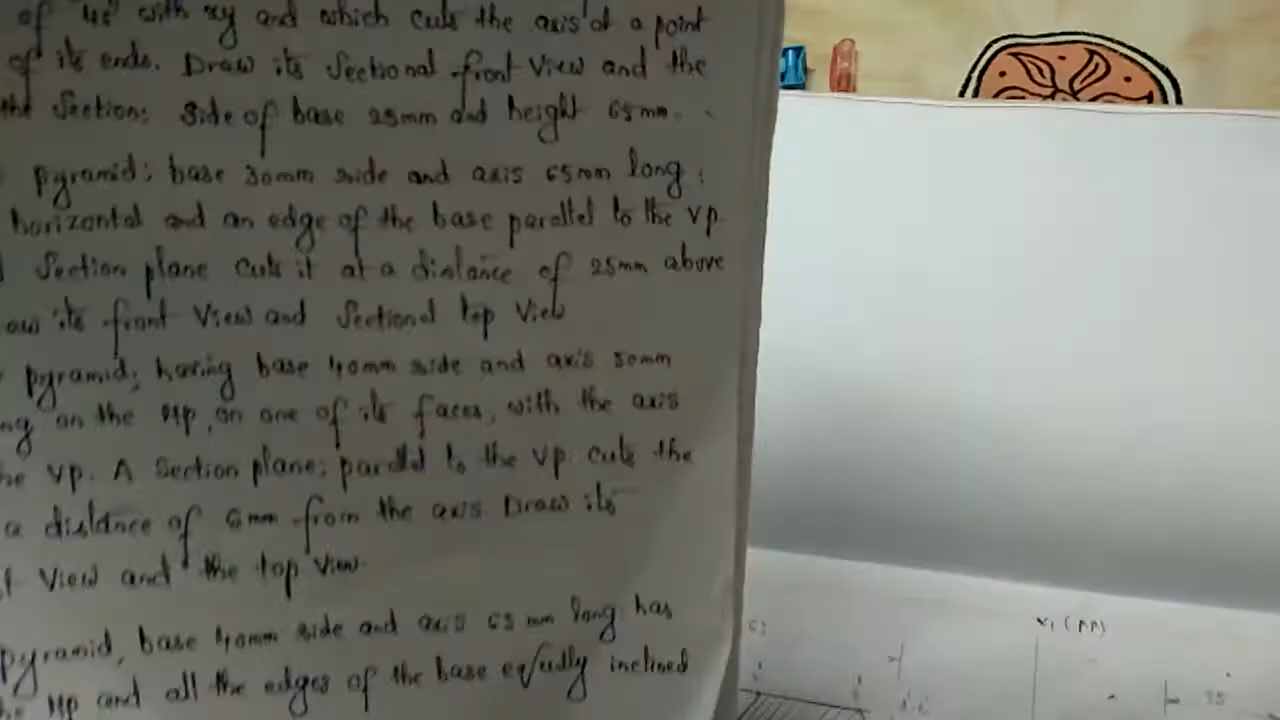 of 45° with xy and which cuts the axis at a point
of its ends. Draw its Sectional front View and the
the Section; Side of base 25mm and height 65mm.
pyramid; base 30mm side and axis 65mm long;
horizontal and an edge of the base parallel to the VP
Section plane cuts it at a distance of 25mm above
its front View and Sectional top View
pyramid; having base 40mm side and axis 50mm
on the Hp, on one of its faces, with the axis
VP. A Section plane; parallel to the VP. cuts the
a distance of 6mm from the axis Draw its
View and the top View
pyramid, base 40mm side and axis 65 mm long has
Hp and all the edges of the base equally inclined